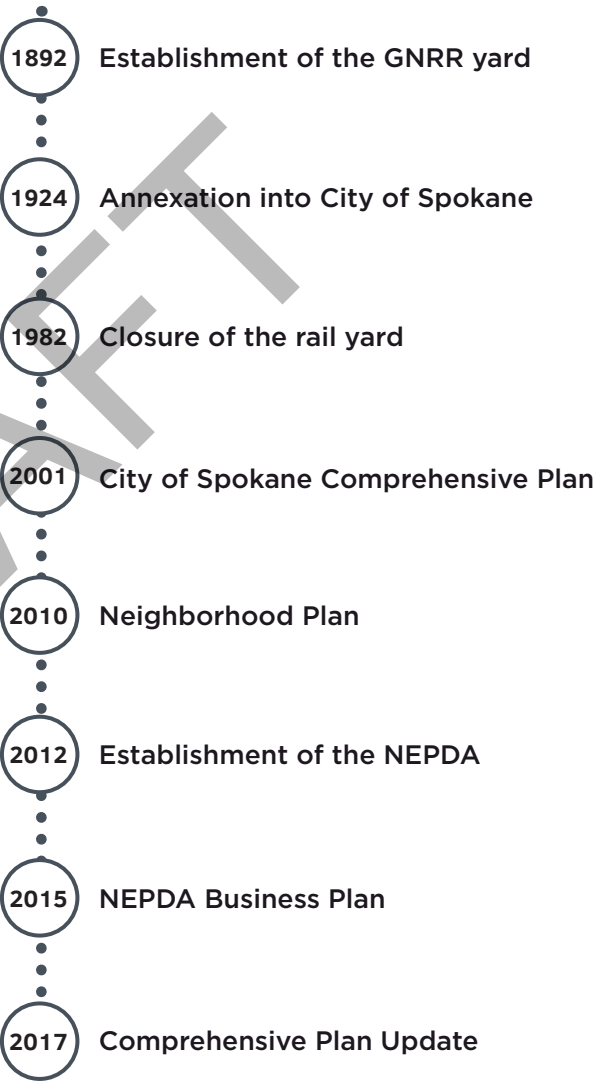 1892 Establishment of the GNRR yard
1924 Annexation into City of Spokane
1982 Closure of the rail yard
2001 City of Spokane Comprehensive Plan
2010 Neighborhood Plan
2012 Establishment of the NEPDA
2015 NEPDA Business Plan
2017 Comprehensive Plan Update
AFT